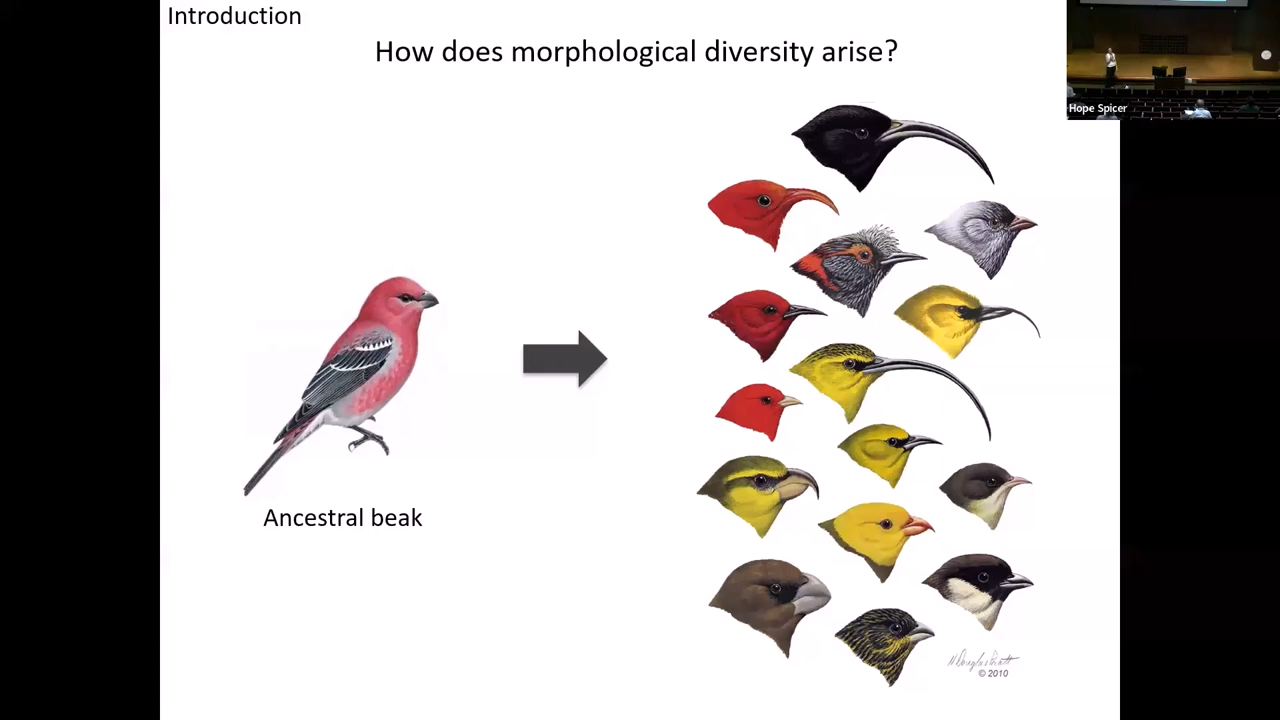 Introduction
How does morphological diversity arise?
Hope Spicer
Ancestral beak
© 2010